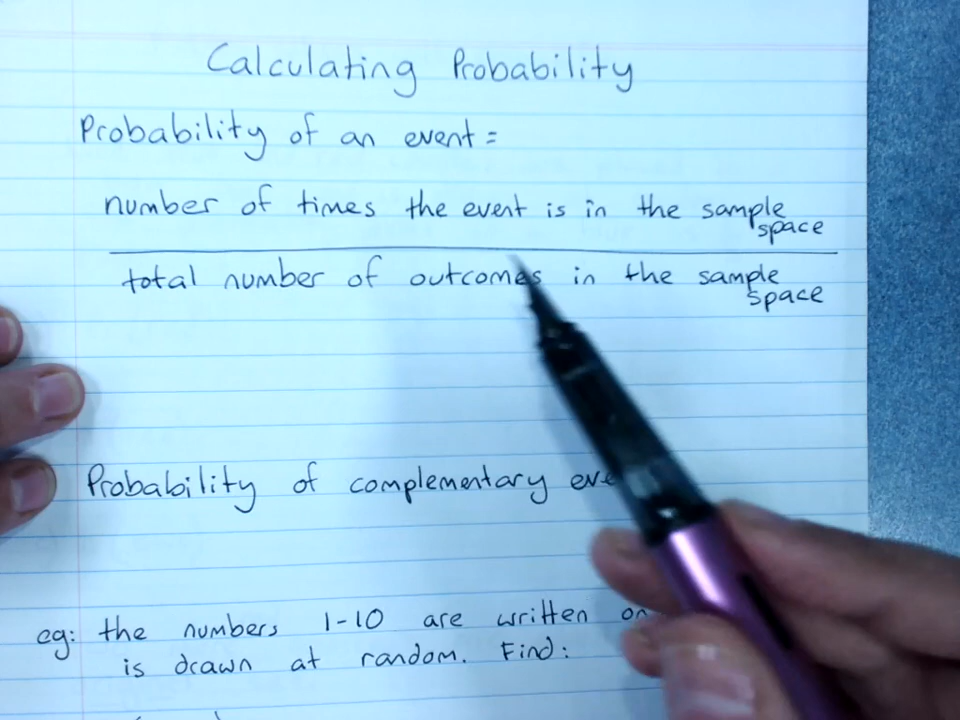 Calculating Probability
Probability of an event =
number of times the event is in the sample space
total number of outcomes in the sample space
Probability of complementary eve
eg: the numbers 1-10 are written on
is drawn at random. Find: